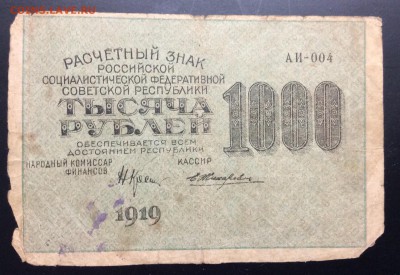 РАСЧЕТНЫЙ ЗНАК
РОССИЙСКОЙ
СОЦИАЛИСТИЧЕСКОЙ ФЕДЕРАТИВНОЙ
СОВЕТСКОЙ РЕСПУБЛИКИ
АИ-004
ТЫСЯЧА
РУБЛЕЙ
1000
ОБЕСПЕЧИВАЕТСЯ ВСЕМ
ДОСТОЯНИЕМ РЕСПУБЛИКИ
НАРОДНЫЙ КОМИССАР
ФИНАНСОВ
КАССИР
1919